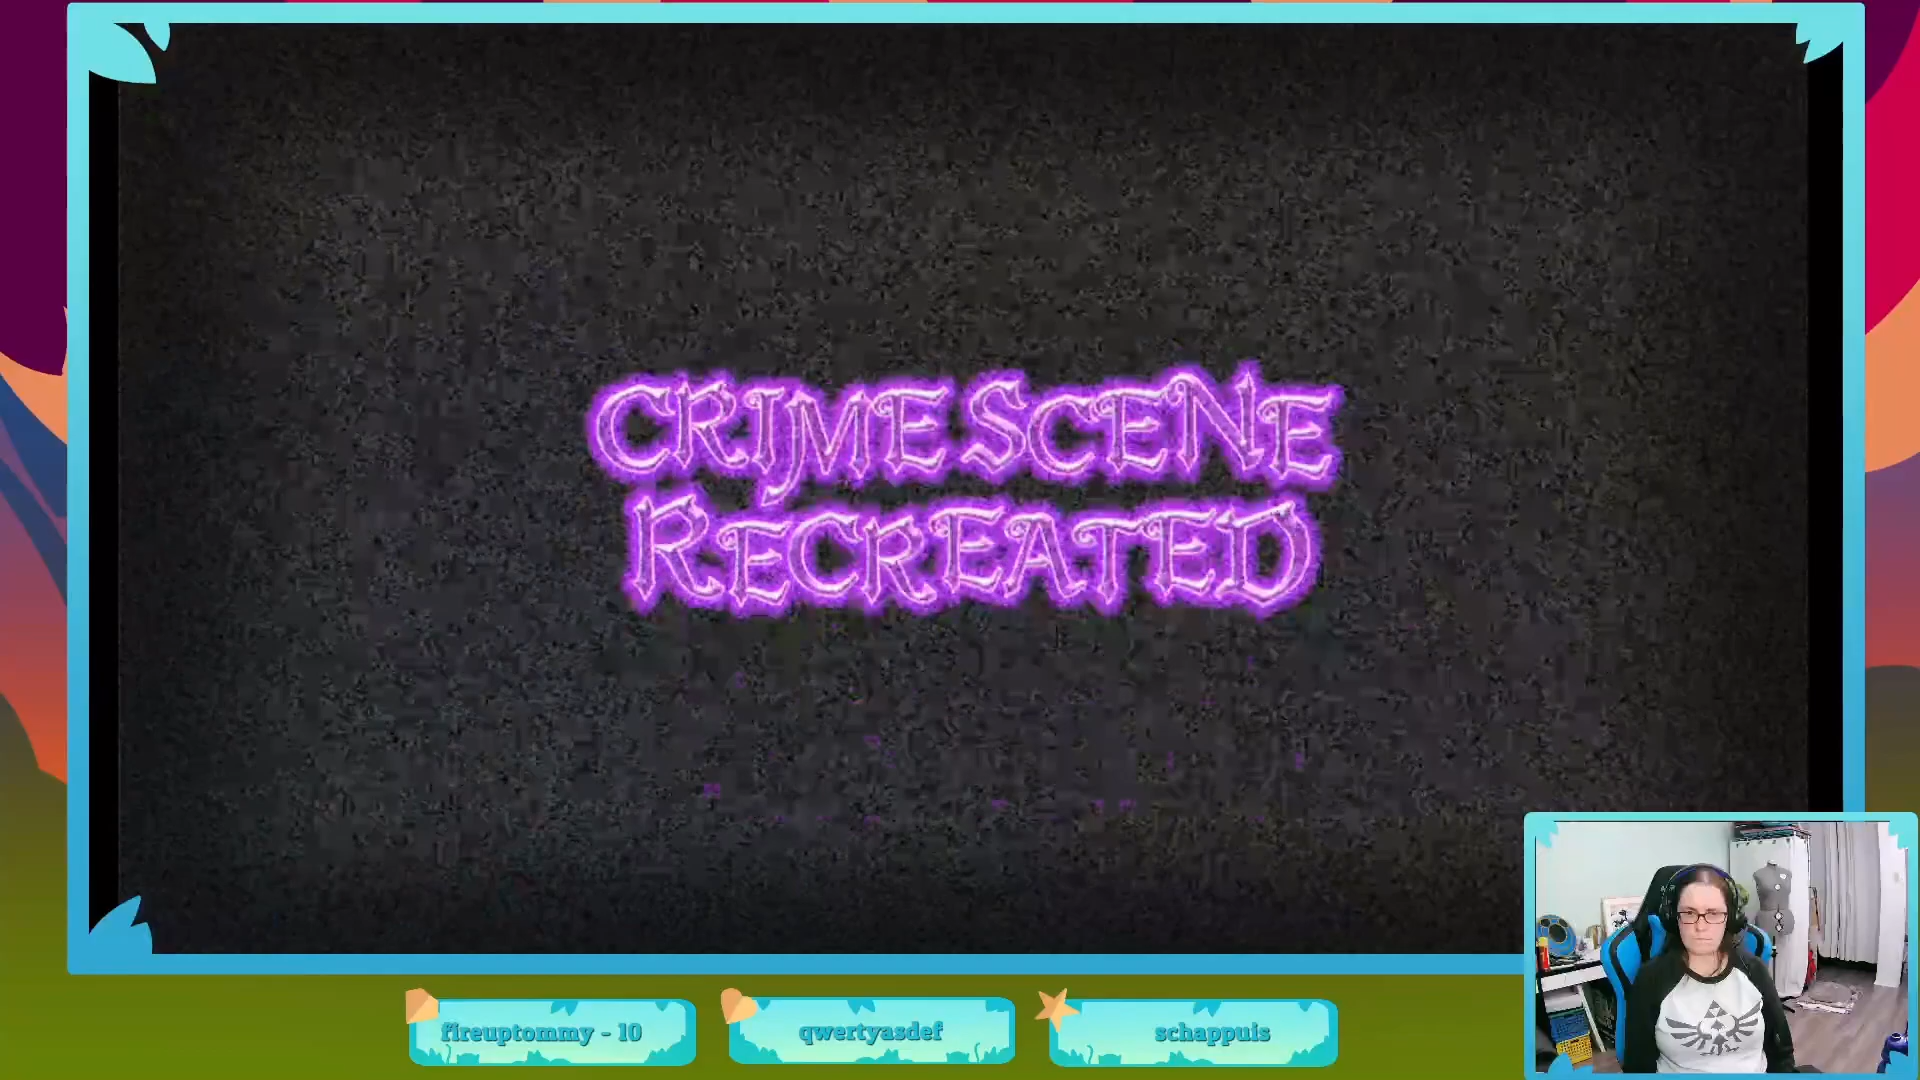 CRIME SCENE
RECREATED
fireuptommy - 10
qwertyasdef
schappuis